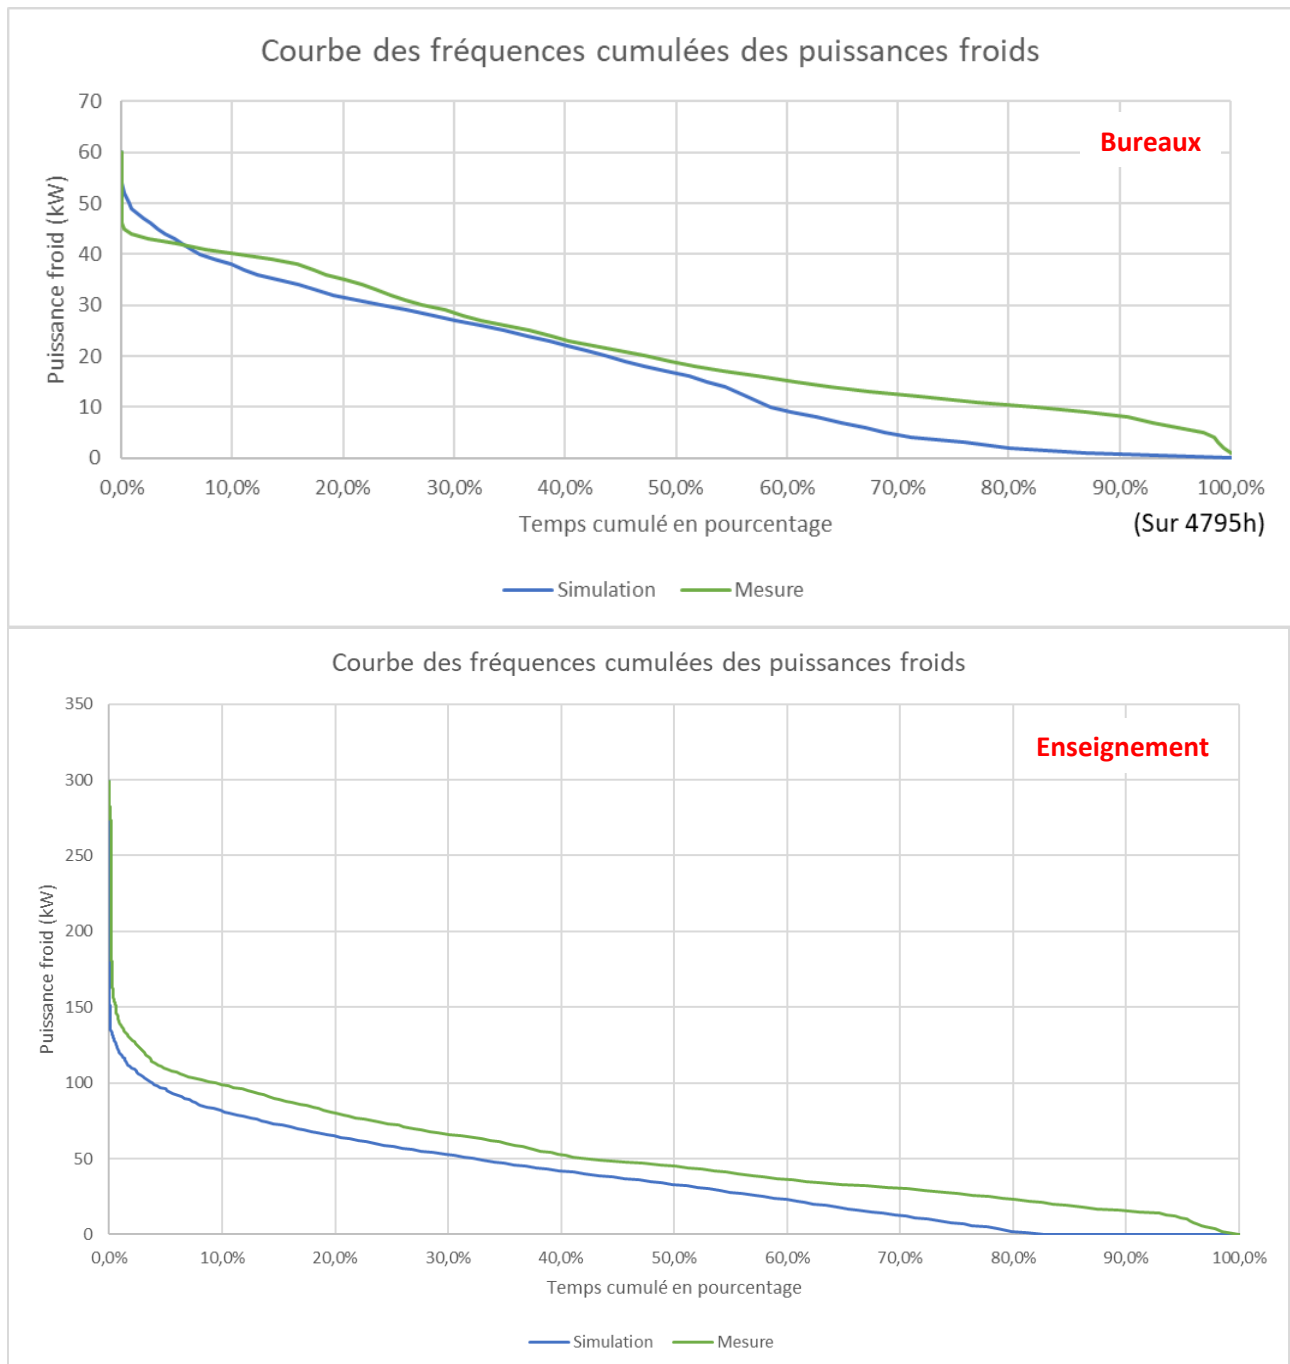 Courbe des fréquences cumulées des puissances froids
Bureaux
Puissance froid (kW)
70
60
50
40
30
20
10
0
0,0% 10,0% 20,0% 30,0% 40,0% 50,0% 60,0% 70,0% 80,0% 90,0% 100,0%
Temps cumulé en pourcentage
(Sur 4795h)
Simulation Mesure
Courbe des fréquences cumulées des puissances froids
Enseignement
Puissance froid (kW)
350
300
250
200
150
100
50
0
0,0% 10,0% 20,0% 30,0% 40,0% 50,0% 60,0% 70,0% 80,0% 90,0% 100,0%
Temps cumulé en pourcentage
Simulation Mesure